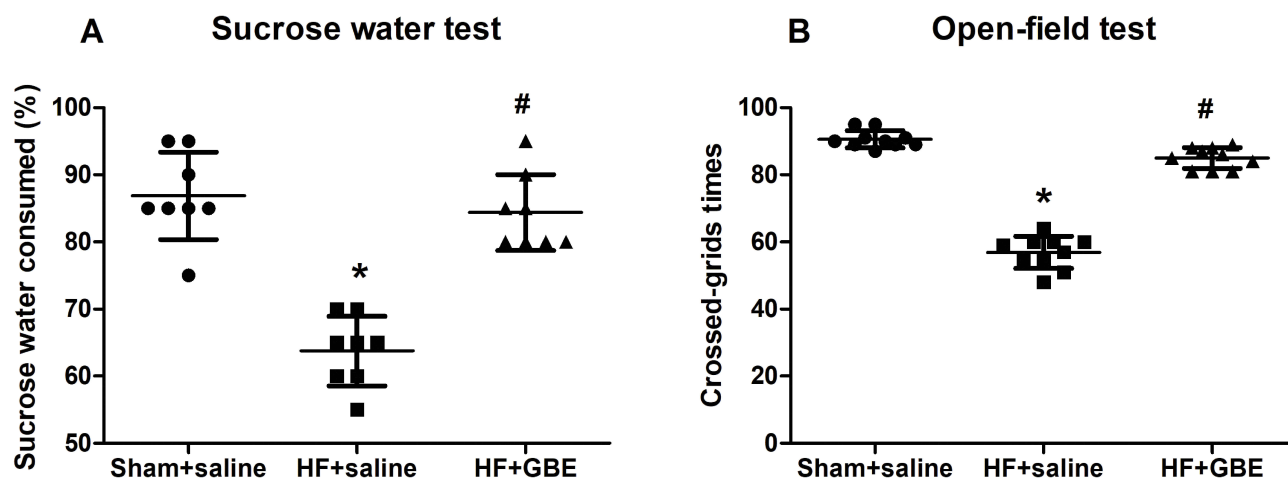 A Sucrose water test
Sucrose water consumed (%)
100
90
80
70
60
50
*
#
Sham+saline HF+saline HF+GBE
B Open-field test
Crossed-grids times
100
80
60
40
20
0
*
#
Sham+saline HF+saline HF+GBE